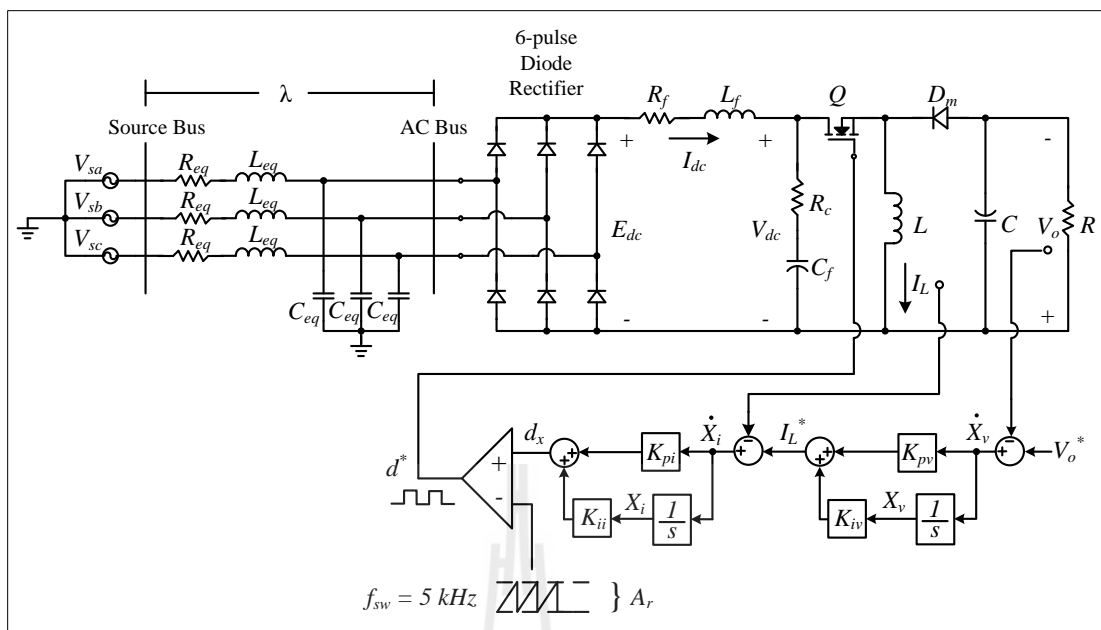 6-pulse
Diode
Rectifier
λ
Source Bus
AC Bus
R_f
L_f
Q
D_m
I_dc
V_sa
R_eq
L_eq
V_sb
R_eq
L_eq
V_sc
R_eq
L_eq
C_eq
C_eq
C_eq
+
E_dc
-
+
V_dc
-
R_c
C_f
L
I_L
C
-
V_o
+
R
d^*
+
-
d_x
+
+
K_pi
K_ii
X_i
1/s
Ẋ_i
-
+
I_L^*
+
+
K_pv
K_iv
X_v
1/s
Ẋ_v
-
+
V_o^*
f_sw = 5 kHz
} A_r